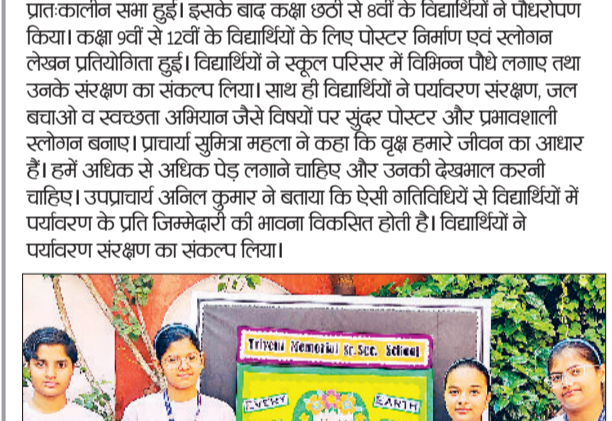 प्रातःकालीन सभा हुई। इसके बाद कक्षा छठी से 8वीं के विद्यार्थियों ने पौधरोपण
किया। कक्षा 9वीं से 12वीं के विद्यार्थियों के लिए पोस्टर निर्माण एवं स्लोगन
लेखन प्रतियोगिता हुई। विद्यार्थियों ने स्कूल परिसर में विभिन्न पौधे लगाए तथा
उनके संरक्षण का संकल्प लिया। साथ ही विद्यार्थियों ने पर्यावरण संरक्षण, जल
बचाओ व स्वच्छता अभियान जैसे विषयों पर सुंदर पोस्टर और प्रभावशाली
स्लोगन बनाए। प्राचार्या सुमित्रा महला ने कहा कि वृक्ष हमारे जीवन का आधार
हैं। हमें अधिक से अधिक पेड़ लगाने चाहिए और उनकी देखभाल करनी
चाहिए। उपप्राचार्य अनिल कुमार ने बताया कि ऐसी गतिविधियें से विद्यार्थियों में
पर्यावरण के प्रति जिम्मेदारी की भावना विकसित होती है। विद्यार्थियों ने
पर्यावरण संरक्षण का संकल्प लिया।
Triveni Memorial Sr. Sec. School
EVERY EARTH